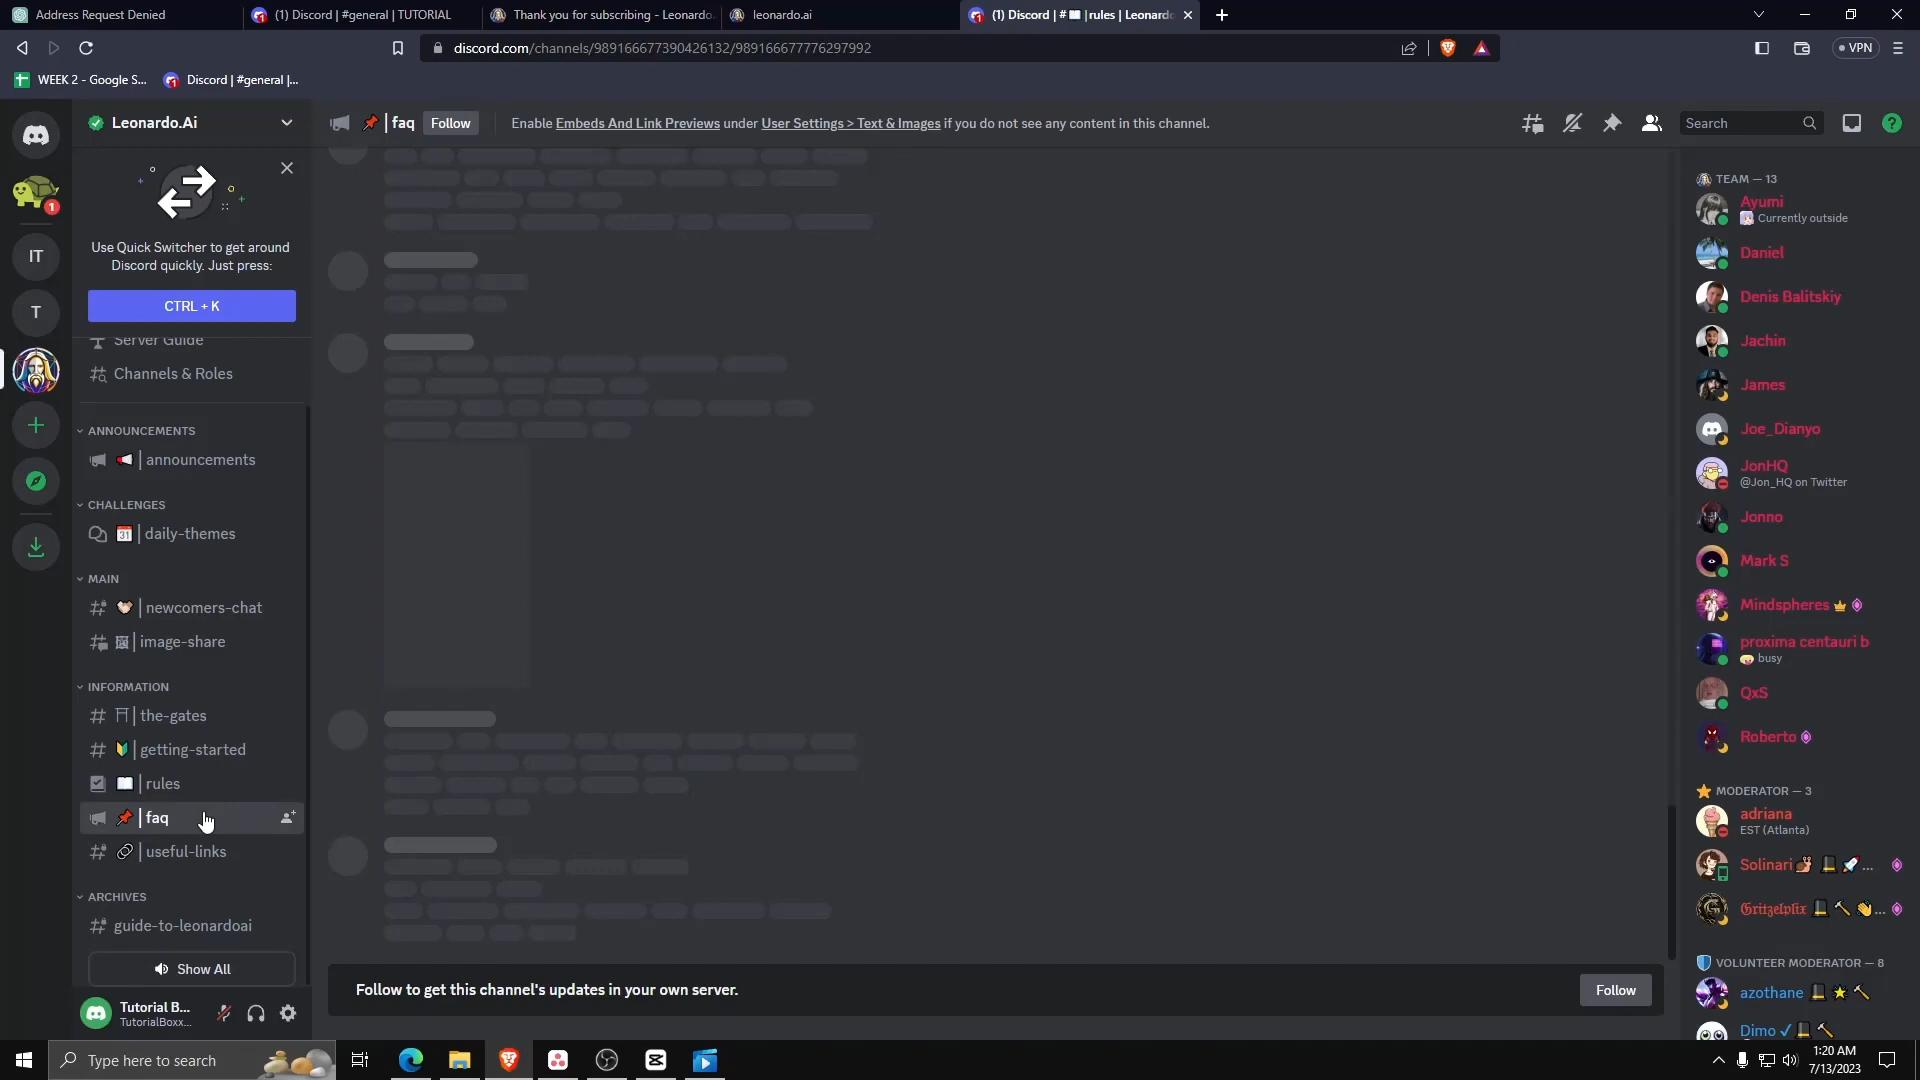 Address Request Denied
(1) Discord | #general | TUTORIAL
Thank you for subscribing - Leonardo.
leonardo.ai
(1) Discord | # | rules | Leonardo
discord.com/channels/989166677390426132/989166677776297992
VPN
WEEK 2 - Google S...
Discord | #general |...
Leonardo.Ai
| faq
Follow
Enable Embeds And Link Previews under User Settings > Text & Images if you do not see any content in this channel.
Search
Use Quick Switcher to get around
Discord quickly. Just press:
CTRL + K
IT
T
1
Server Guide
Channels & Roles
ANNOUNCEMENTS
| announcements
CHALLENGES
31 | daily-themes
MAIN
| newcomers-chat
| image-share
INFORMATION
| the-gates
| getting-started
| rules
| faq
| useful-links
ARCHIVES
guide-to-leonardoai
Show All
Tutorial B...
TutorialBoxx...
Follow to get this channel's updates in your own server.
Follow
TEAM — 13
Ayumi
Currently outside
Daniel
Denis Balitskiy
Jachin
James
Joe_Dianyo
JonHQ
@Jon_HQ on Twitter
Jonno
Mark S
Mindspheres
proxima centauri b
busy
QxS
Roberto
MODERATOR — 3
adriana
EST (Atlanta)
Solinari ...
𝕲𝖗𝖎𝖙𝖟𝖊𝖑𝖕𝖑𝖎𝖝 ...
VOLUNTEER MODERATOR — 8
azothane
Dimo ✓
Type here to search
1:20 AM
7/13/2023